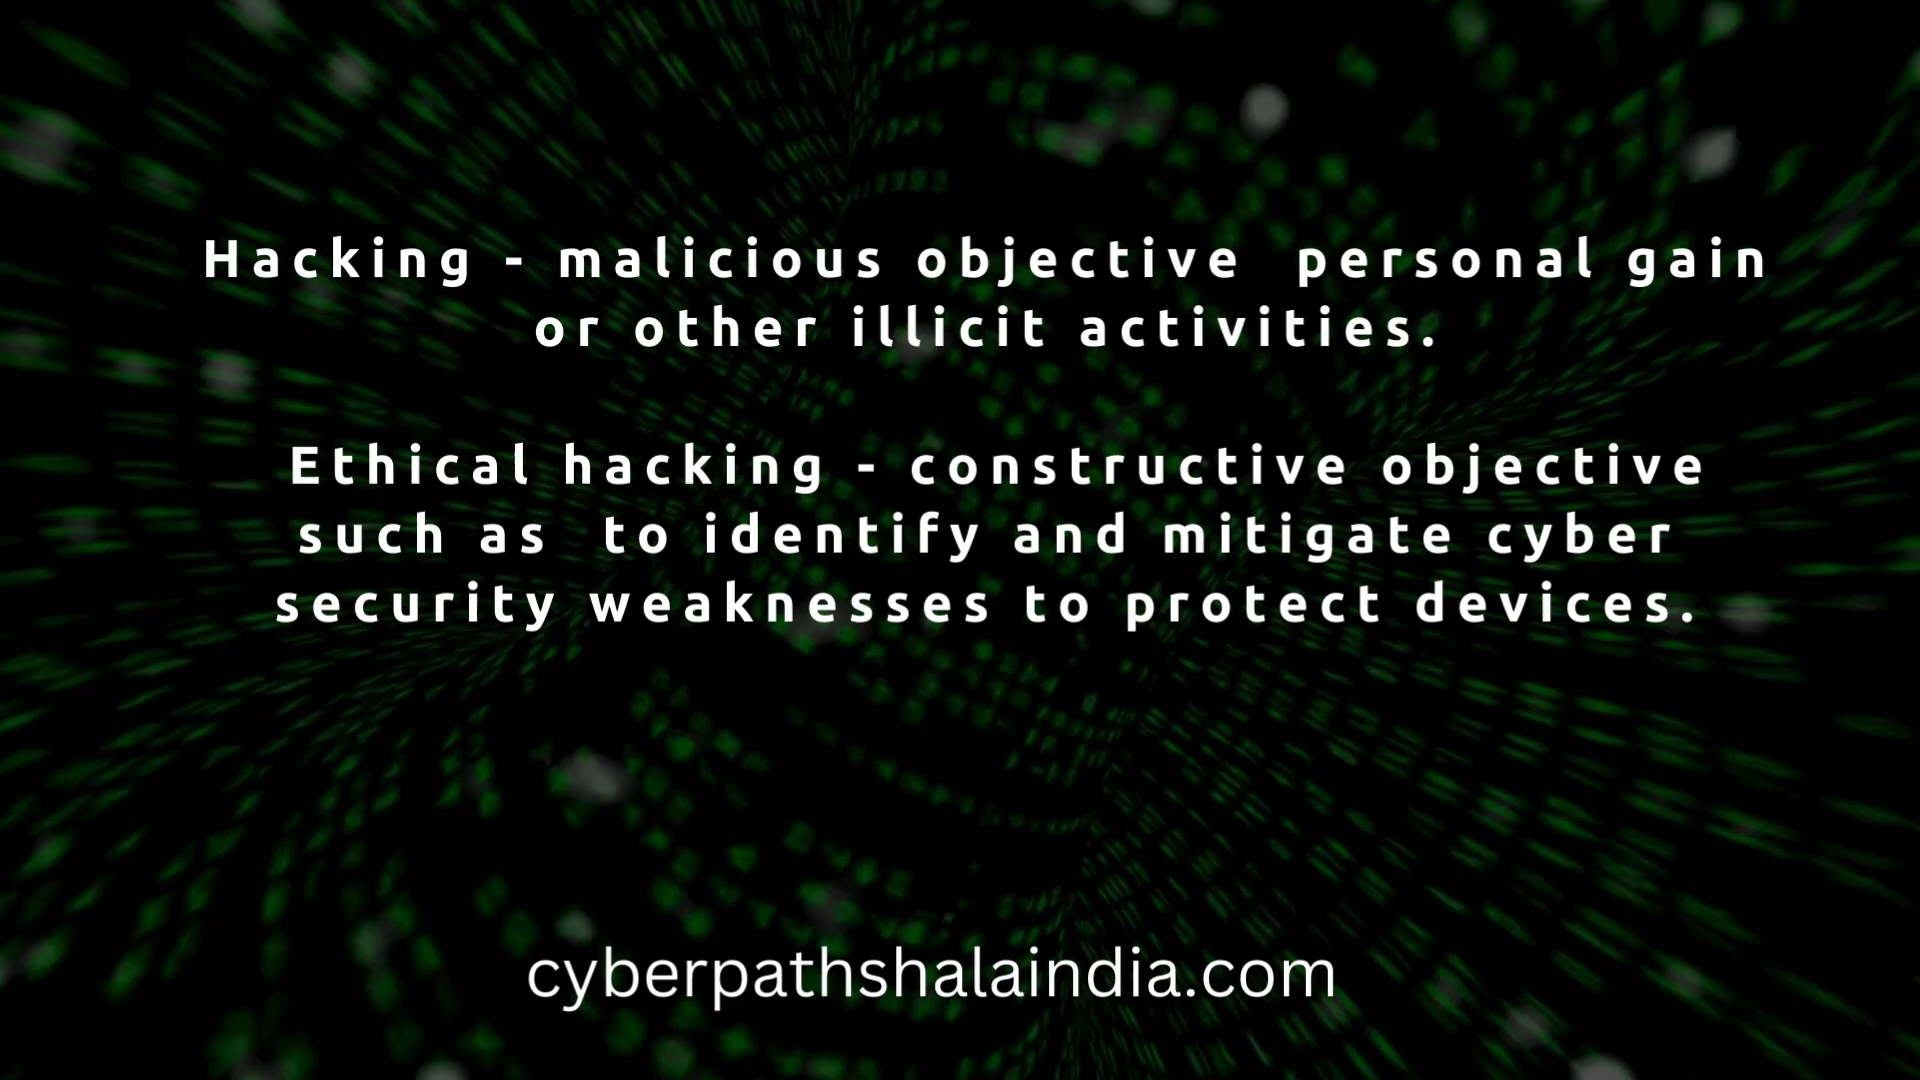 Hacking - malicious objective  personal gain
or other illicit activities.
Ethical hacking - constructive objective
such as  to identify and mitigate cyber
security weaknesses to protect devices.
cyberpathshalaindia.com